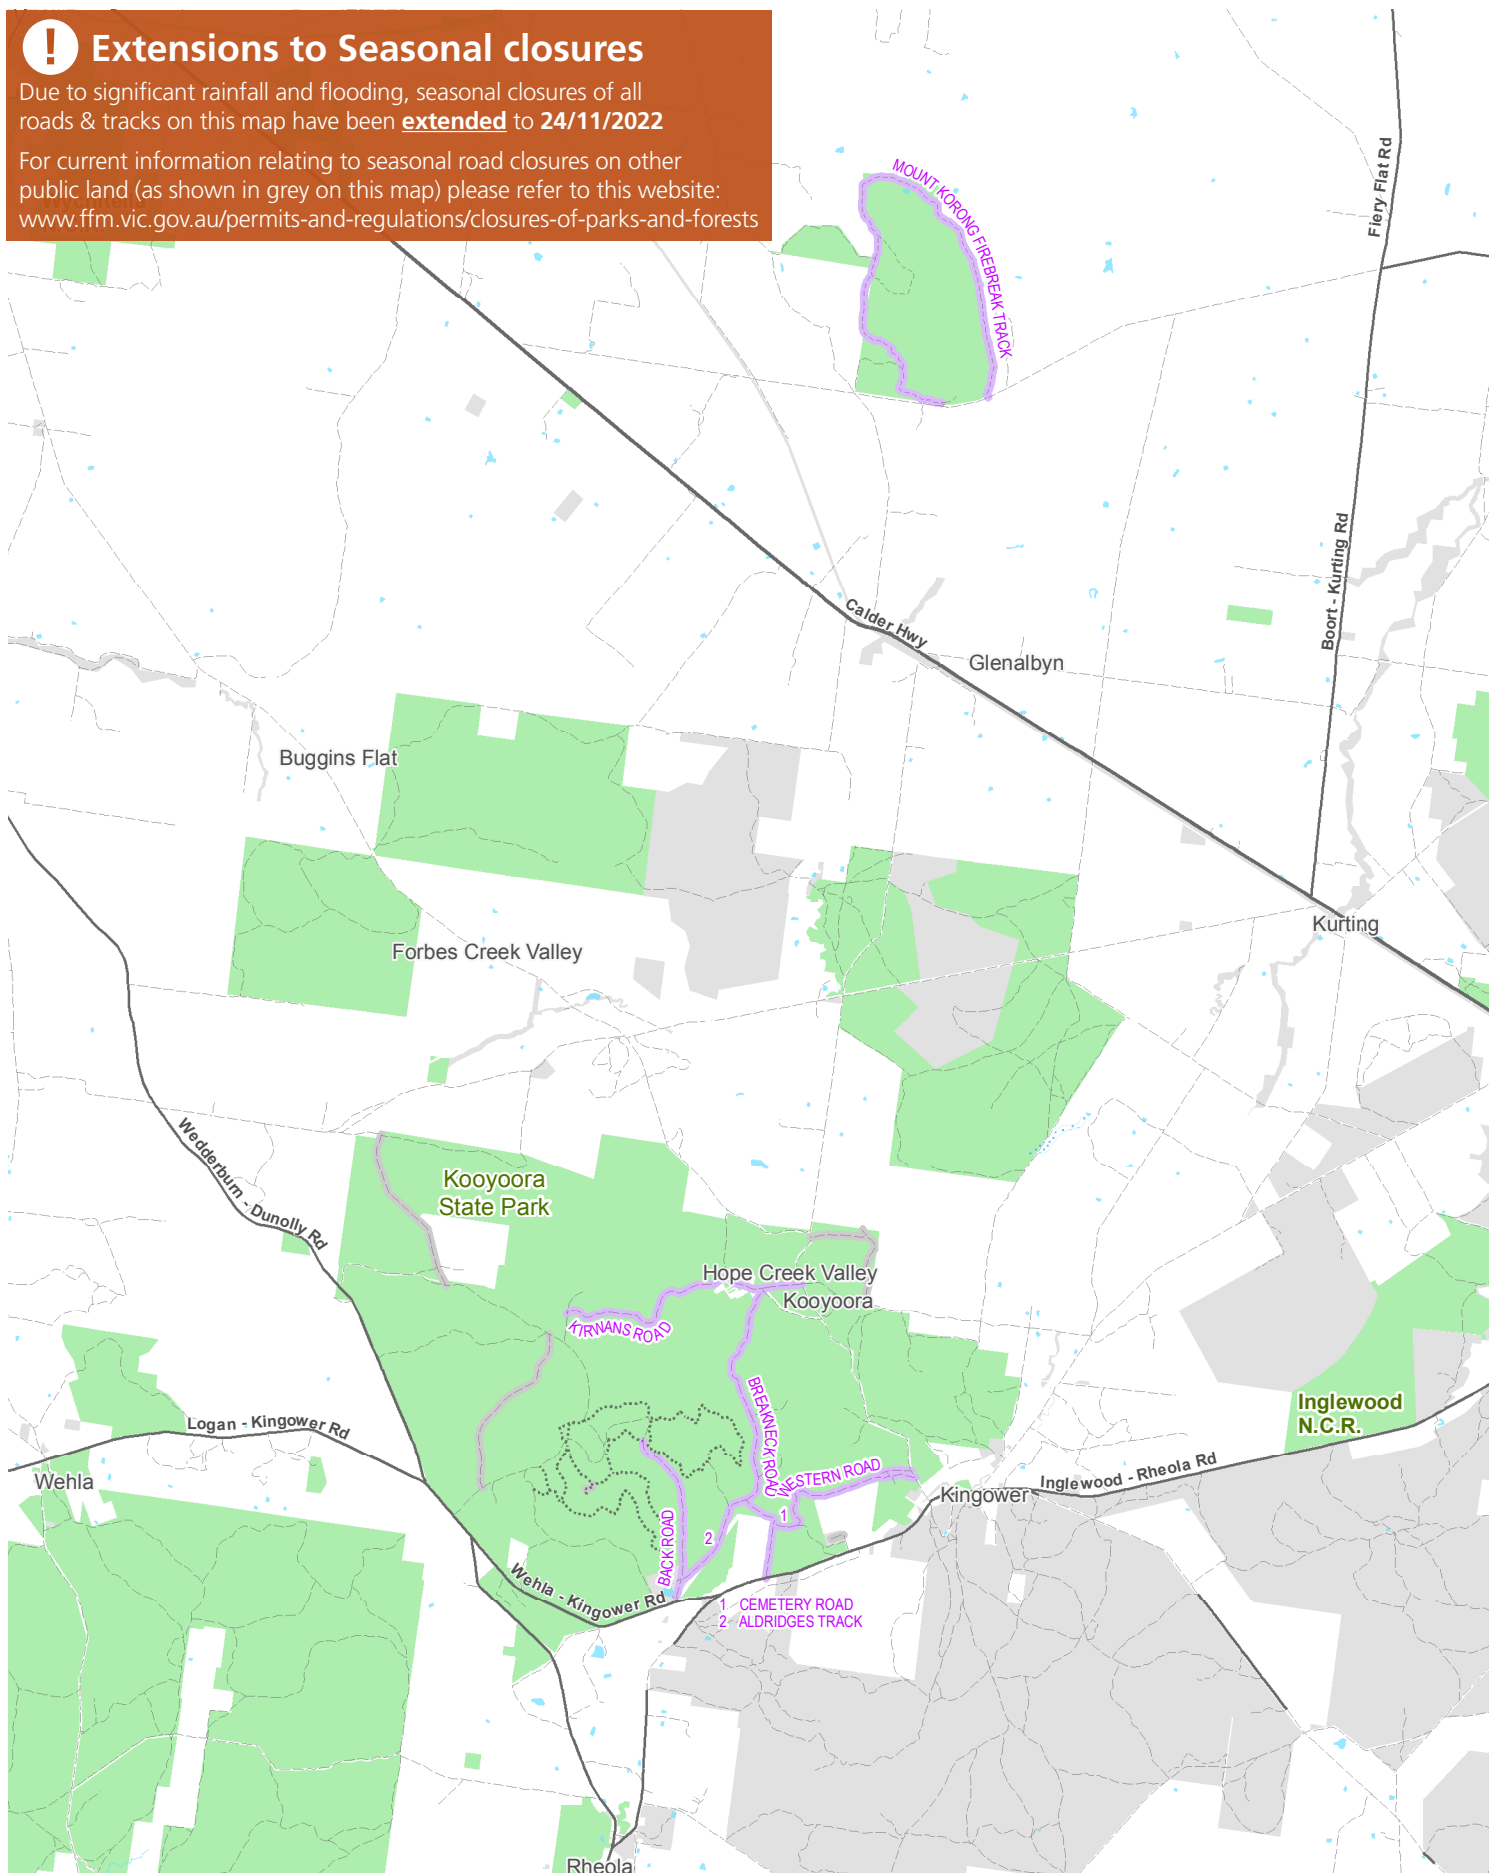 ! Extensions to Seasonal closures
Due to significant rainfall and flooding, seasonal closures of all
roads & tracks on this map have been extended to 24/11/2022
For current information relating to seasonal road closures on other
public land (as shown in grey on this map) please refer to this website:
www.ffm.vic.gov.au/permits-and-regulations/closures-of-parks-and-forests
MOUNT KORONG FIREBREAK TRACK
Fiery Flat Rd
Boort - Kurting Rd
Calder Hwy
Glenalbyn
Buggins Flat
Kurting
Forbes Creek Valley
Wedderburn - Dunolly Rd
Kooyoora
State Park
Hope Creek Valley
Kooyoora
KIRWANS ROAD
BREAKNECK ROAD
Inglewood
N.C.R.
Logan - Kingower Rd
Wehla
WESTERN ROAD
Inglewood - Rheola Rd
Kingower
1
2
BACK ROAD
Wehla - Kingower Rd
1 CEMETERY ROAD
2 ALDRIDGES TRACK
Rheola